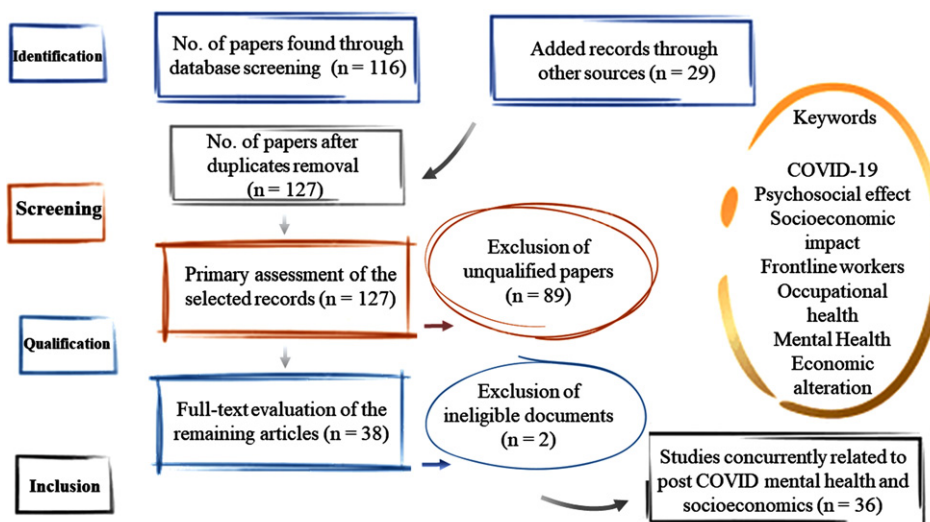 Identification
No. of papers found through
database screening (n = 116)
Added records through
other sources (n = 29)
No. of papers after
duplicates removal
(n = 127)
Screening
Primary assessment of the
selected records (n = 127)
Exclusion of
unqualified papers
(n = 89)
Qualification
Full-text evaluation of the
remaining articles (n = 38)
Exclusion of
ineligible documents
(n = 2)
Inclusion
Studies concurrently related to
post COVID mental health and
socioeconomics (n = 36)
Keywords
COVID-19
Psychosocial effect
Socioeconomic
impact
Frontline workers
Occupational
health
Mental Health
Economic
alteration